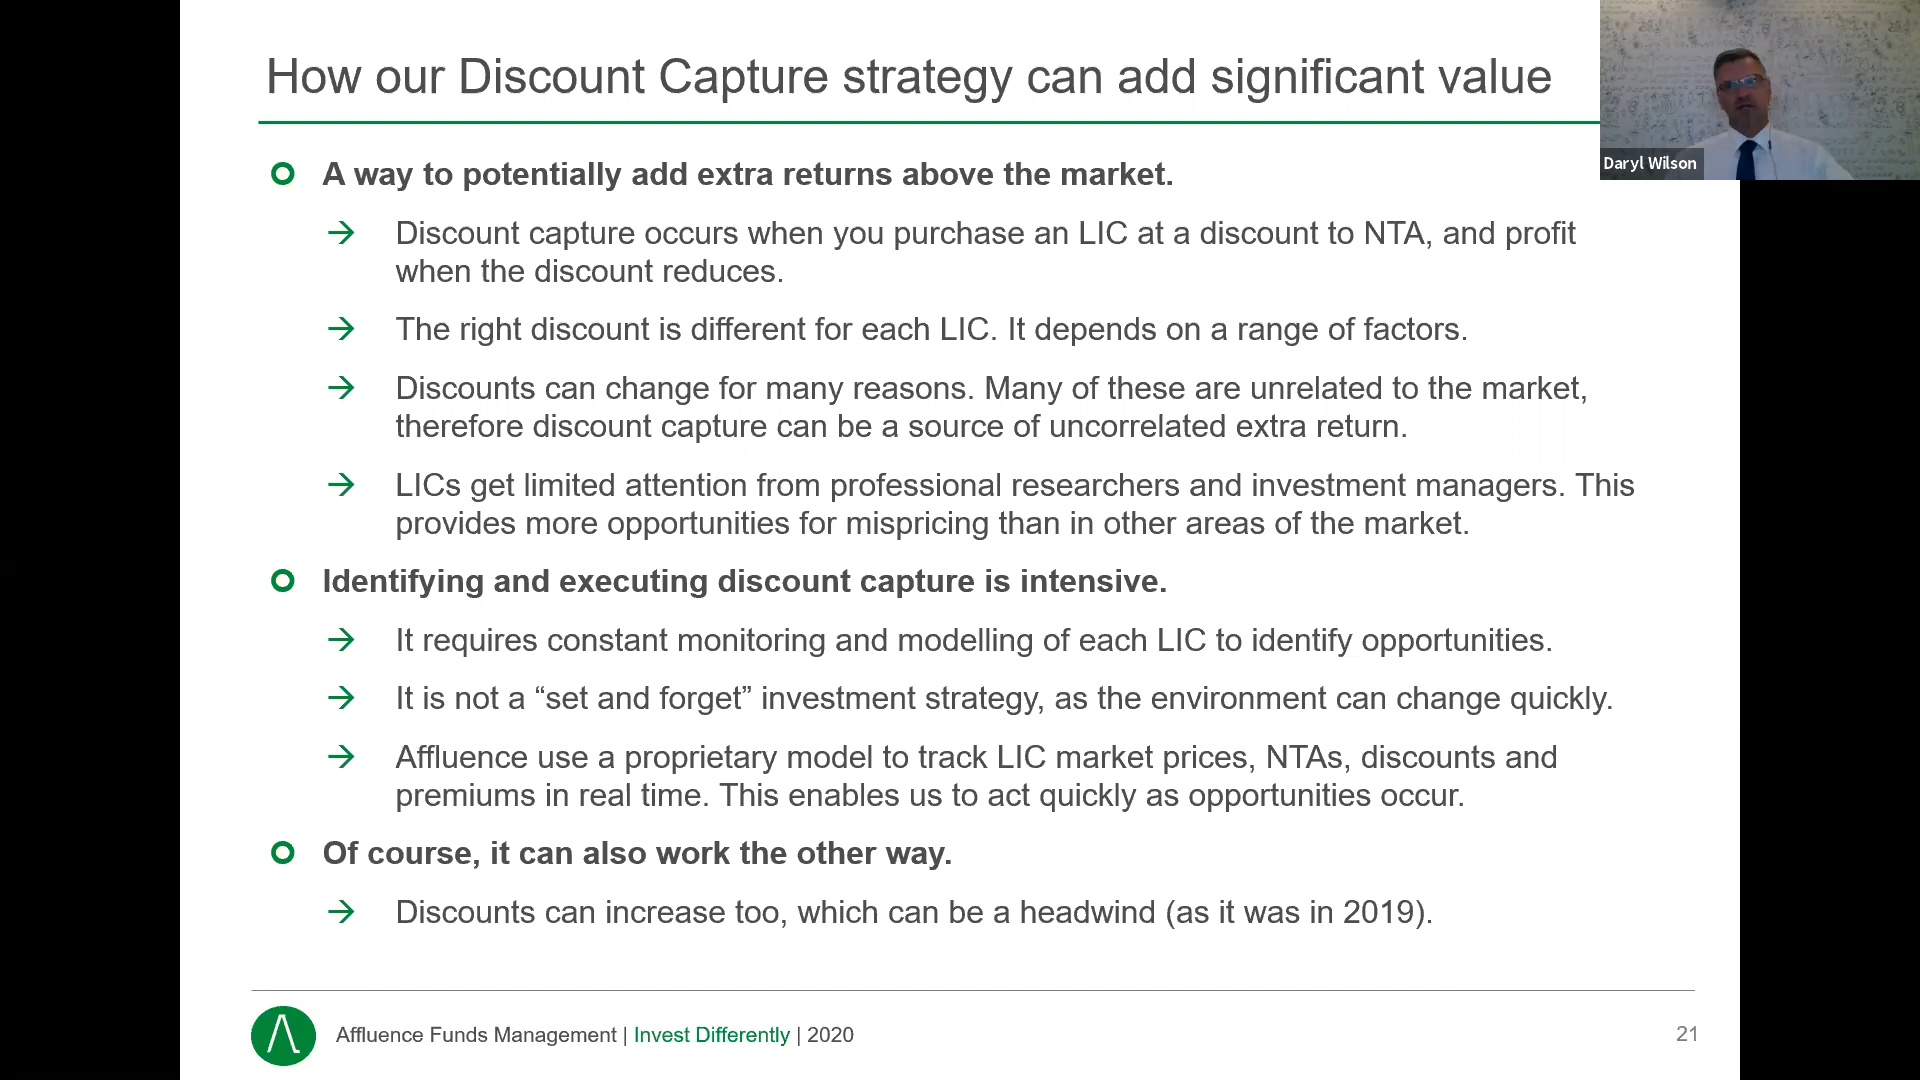 How our Discount Capture strategy can add significant value
Daryl Wilson
A way to potentially add extra returns above the market.
Discount capture occurs when you purchase an LIC at a discount to NTA, and profit
when the discount reduces.
The right discount is different for each LIC. It depends on a range of factors.
Discounts can change for many reasons. Many of these are unrelated to the market,
therefore discount capture can be a source of uncorrelated extra return.
LICs get limited attention from professional researchers and investment managers. This
provides more opportunities for mispricing than in other areas of the market.
Identifying and executing discount capture is intensive.
It requires constant monitoring and modelling of each LIC to identify opportunities.
It is not a “set and forget” investment strategy, as the environment can change quickly.
Affluence use a proprietary model to track LIC market prices, NTAs, discounts and
premiums in real time. This enables us to act quickly as opportunities occur.
Of course, it can also work the other way.
Discounts can increase too, which can be a headwind (as it was in 2019).
Affluence Funds Management | Invest Differently | 2020
21